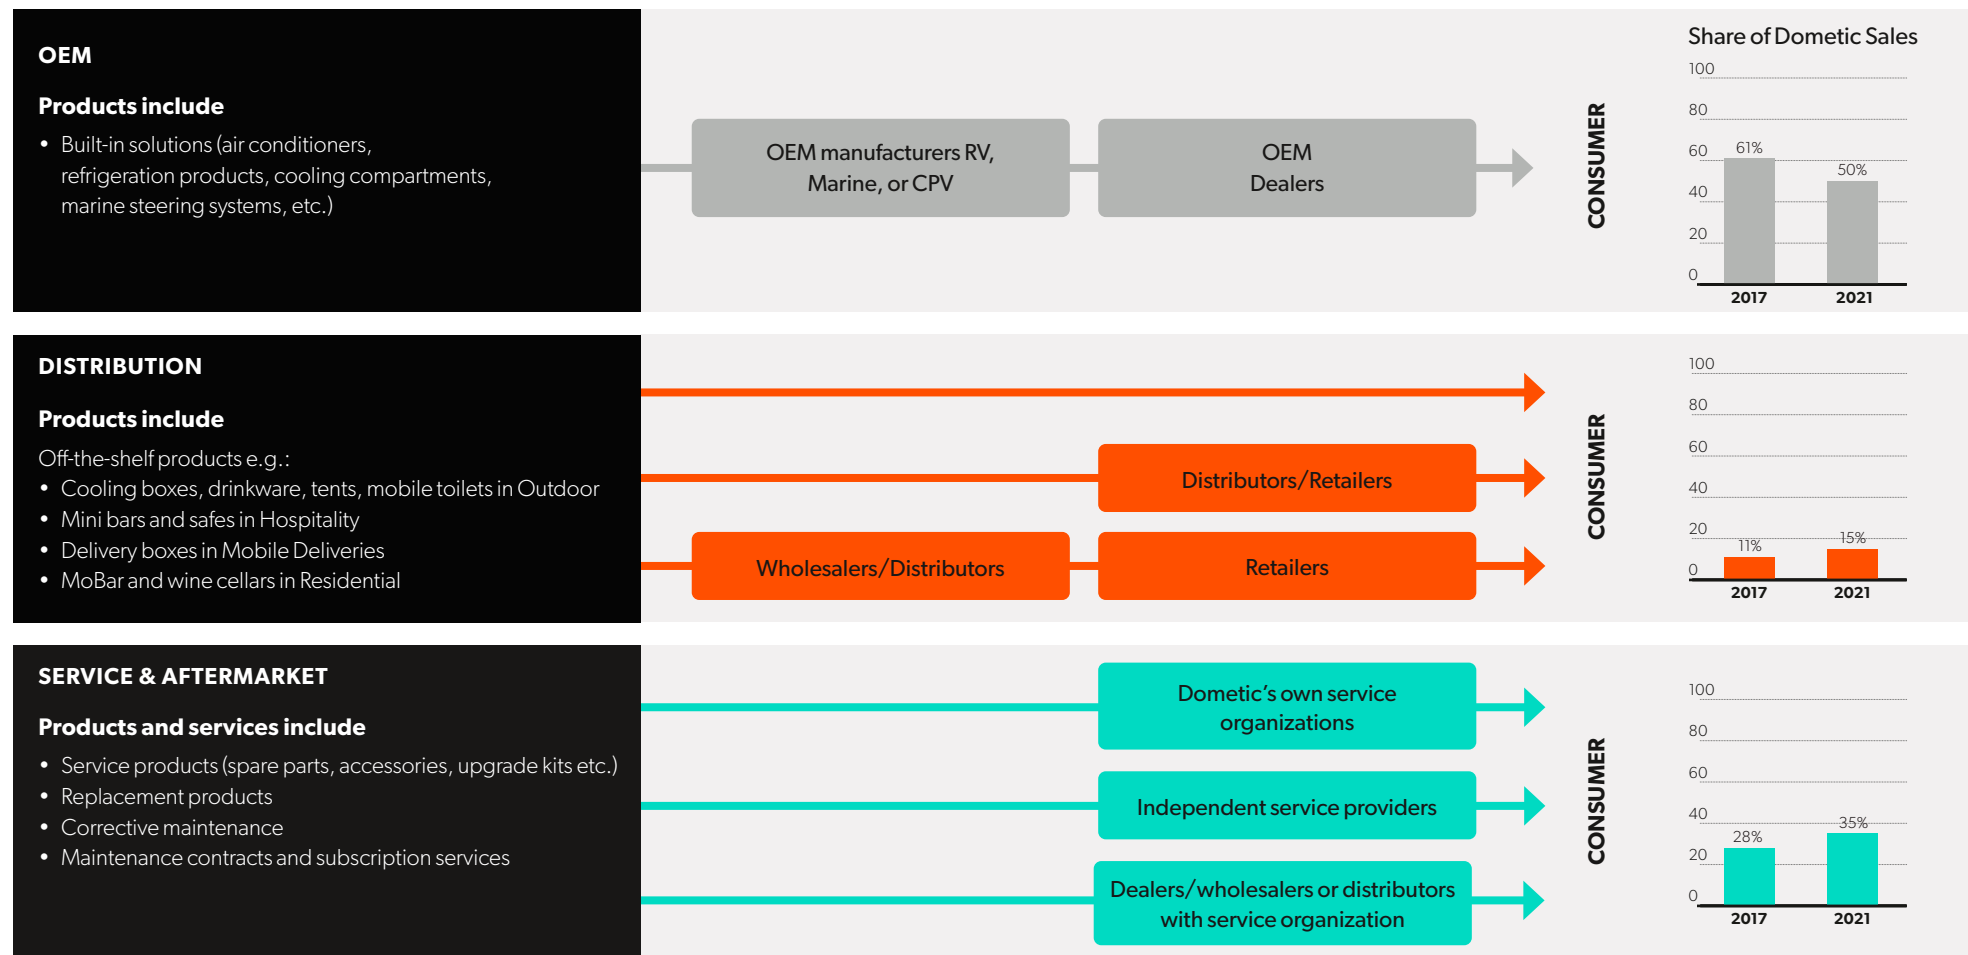 OEM
Products include
• Built-in solutions (air conditioners,
refrigeration products, cooling compartments,
marine steering systems, etc.)
OEM manufacturers RV,
Marine, or CPV
OEM
Dealers
CONSUMER
Share of Dometic Sales
100
80
60
40
20
0
61%
50%
2017
2021
DISTRIBUTION
Products include
Off-the-shelf products e.g.:
• Cooling boxes, drinkware, tents, mobile toilets in Outdoor
• Mini bars and safes in Hospitality
• Delivery boxes in Mobile Deliveries
• MoBar and wine cellars in Residential
Distributors/Retailers
Wholesalers/Distributors
Retailers
CONSUMER
100
80
60
40
20
0
11%
15%
2017
2021
SERVICE & AFTERMARKET
Products and services include
• Service products (spare parts, accessories, upgrade kits etc.)
• Replacement products
• Corrective maintenance
• Maintenance contracts and subscription services
Dometic’s own service
organizations
Independent service providers
Dealers/wholesalers or distributors
with service organization
CONSUMER
100
80
60
40
20
0
28%
35%
2017
2021